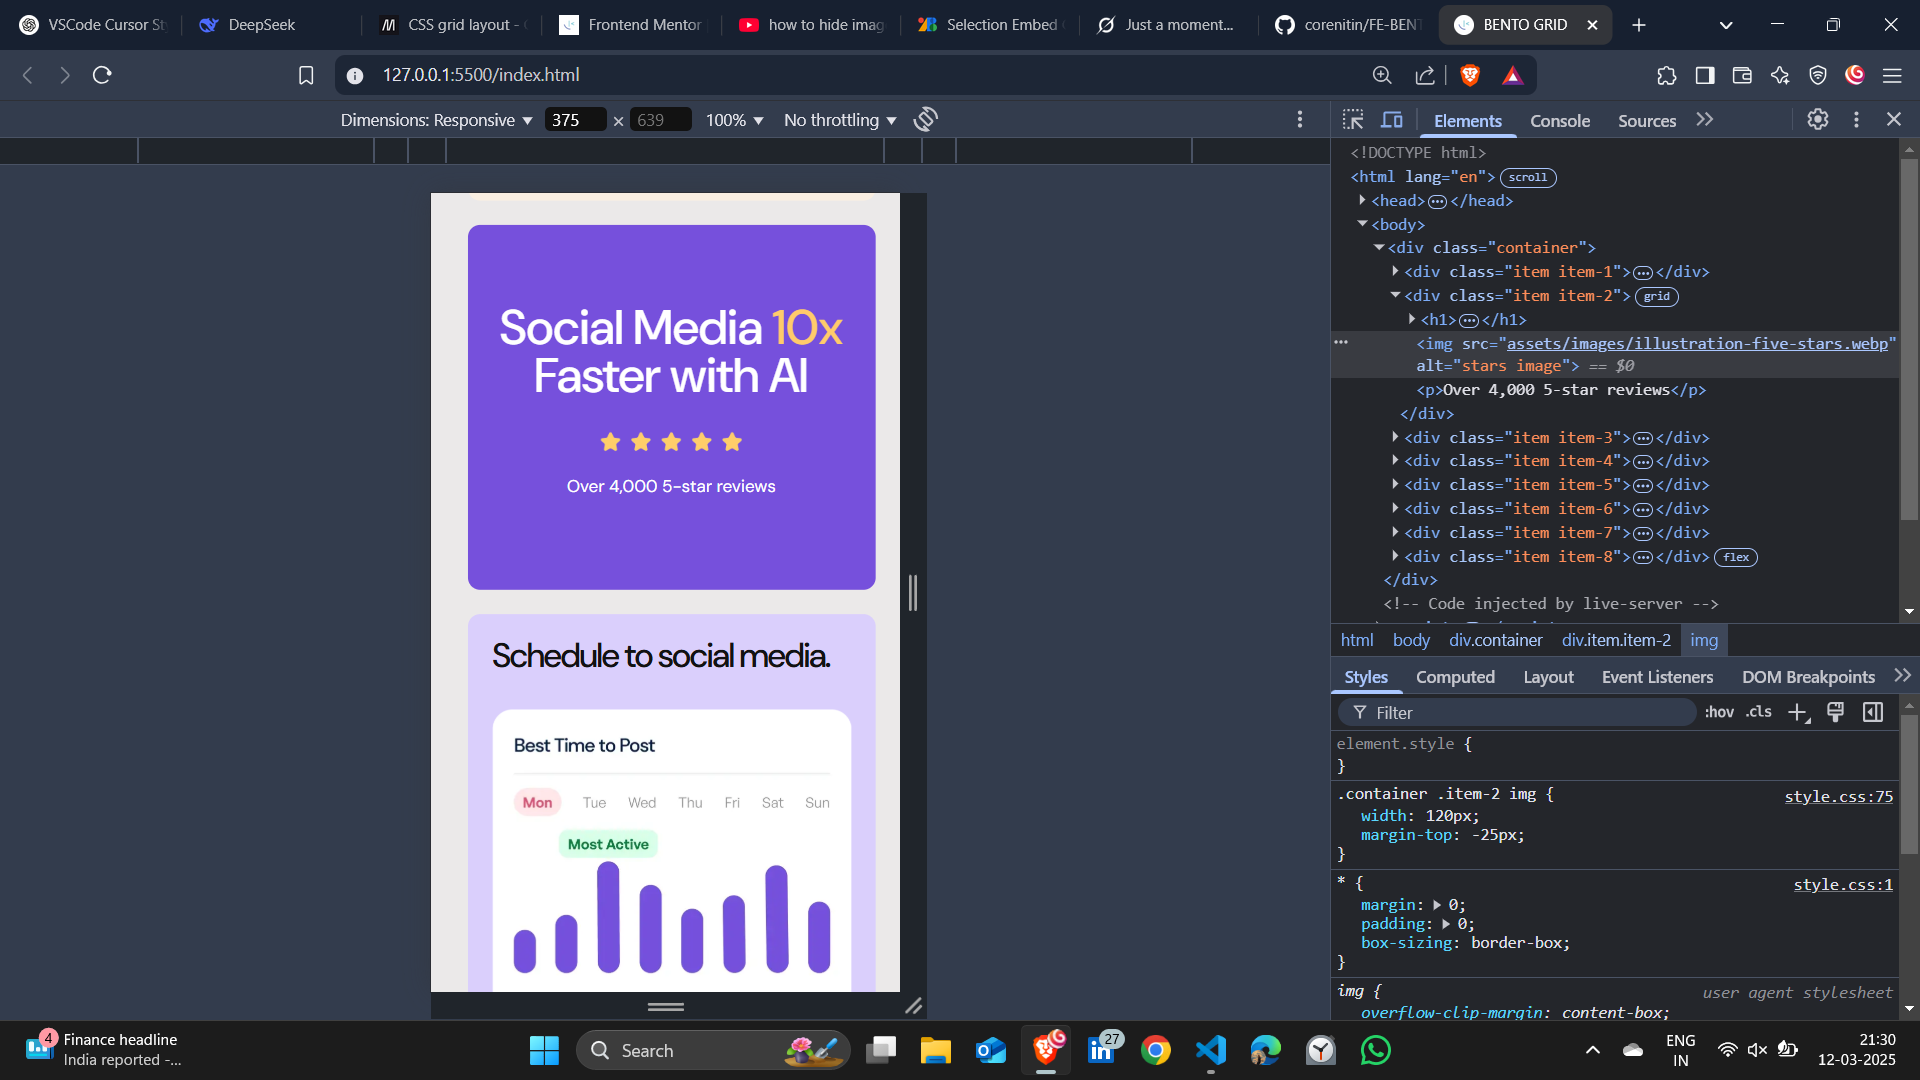 VSCode Cursor St
DeepSeek
CSS grid layout - 
Frontend Mentor
how to hide imag
Selection Embed
Just a moment...
corenitin/FE-BENT
BENTO GRID
127.0.0.1:5500/index.html
Dimensions: Responsive 375 × 639 100% No throttling
Elements Console Sources
<!DOCTYPE html>
<html lang="en"> scroll
<head> ... </head>
<body>
<div class="container">
<div class="item item-1"> ... </div>
<div class="item item-2"> grid
<h1> ... </h1>
<img src="assets/images/illustration-five-stars.webp"
alt="stars image"> == $0
<p>Over 4,000 5-star reviews</p>
</div>
<div class="item item-3"> ... </div>
<div class="item item-4"> ... </div>
<div class="item item-5"> ... </div>
<div class="item item-6"> ... </div>
<div class="item item-7"> ... </div>
<div class="item item-8"> ... </div> flex
</div>
<!-- Code injected by live-server -->
html body div.container div.item.item-2 img
Styles Computed Layout Event Listeners DOM Breakpoints
Filter :hov .cls
element.style {
}
.container .item-2 img { style.css:75
width: 120px;
margin-top: -25px;
}
* { style.css:1
margin: 0;
padding: 0;
box-sizing: border-box;
}
img { user agent stylesheet
overflow-clip-margin: content-box;
Social Media 10x
Faster with AI
Over 4,000 5-star reviews
Schedule to social media.
Best Time to Post
Mon Tue Wed Thu Fri Sat Sun
Most Active
4
Finance headline
India reported -...
Search
27
ENG
IN
21:30
12-03-2025